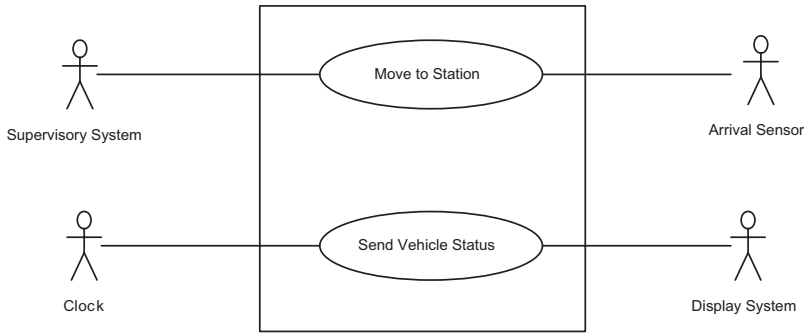 Move to Station
Supervisory System
Arrival Sensor
Send Vehicle Status
Clock
Display System